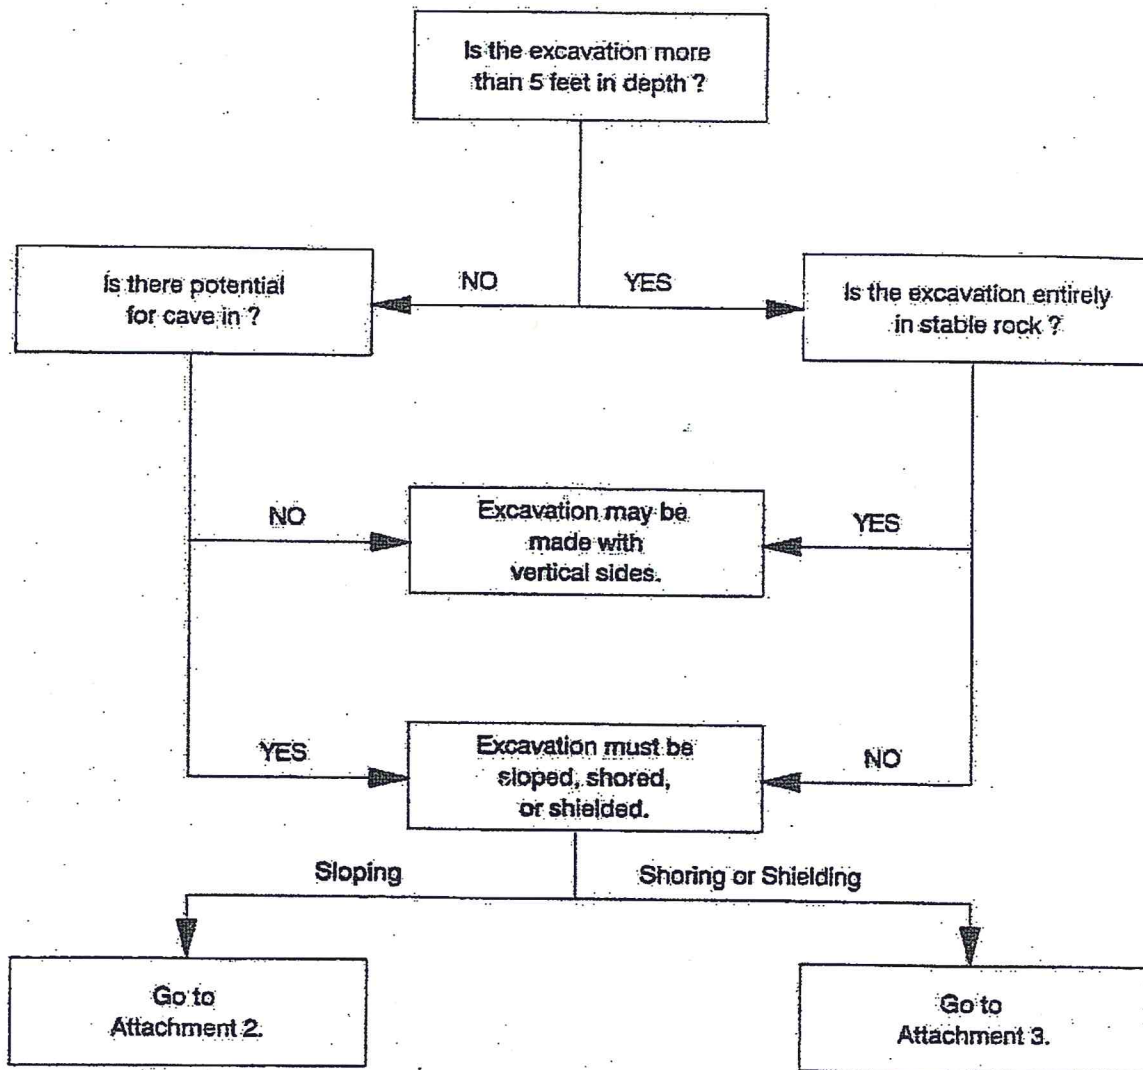 Is the excavation more
than 5 feet in depth ?
NO
YES
Is there potential
for cave in ?
Is the excavation entirely
in stable rock ?
NO
Excavation may be
made with
vertical sides.
YES
YES
Excavation must be
sloped, shored,
or shielded.
NO
Sloping
Shoring or Shielding
Go to
Attachment 2.
Go to
Attachment 3.